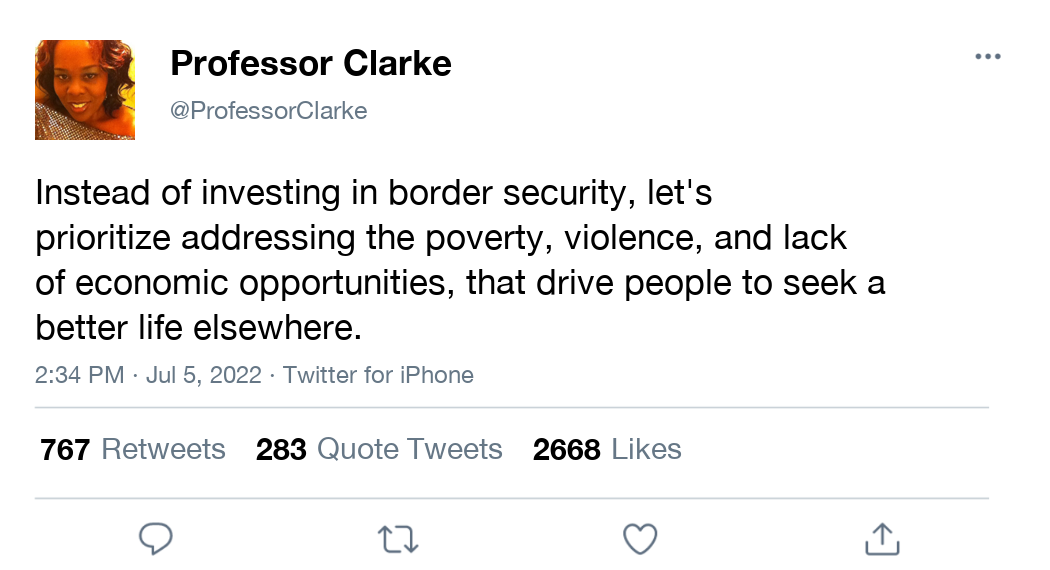 Professor Clarke
@ProfessorClarke
Instead of investing in border security, let's
prioritize addressing the poverty, violence, and lack
of economic opportunities, that drive people to seek a
better life elsewhere.
2:34 PM · Jul 5, 2022 · Twitter for iPhone
767 Retweets 283 Quote Tweets 2668 Likes